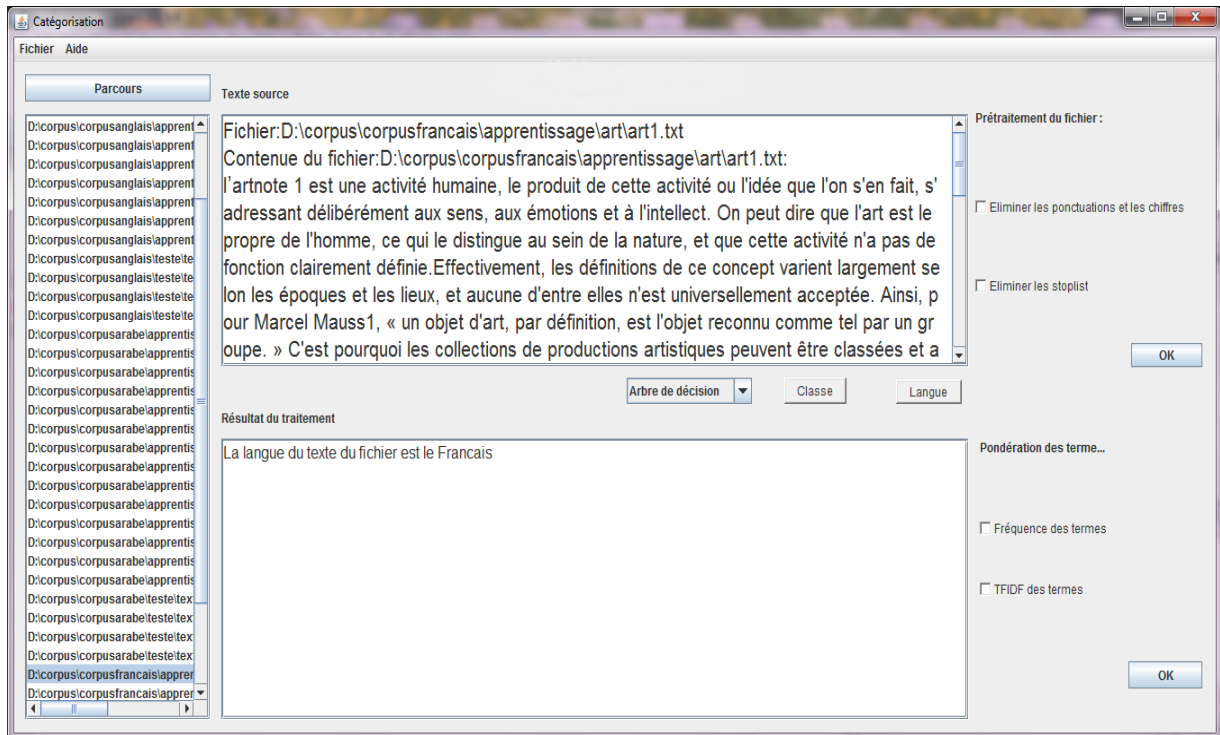 Catégorisation
Fichier Aide
Parcours
D:\corpus\corpusanglais\apprent
D:\corpus\corpusanglais\apprent
D:\corpus\corpusanglais\apprent
D:\corpus\corpusanglais\apprent
D:\corpus\corpusanglais\apprent
D:\corpus\corpusanglais\apprent
D:\corpus\corpusanglais\apprent
D:\corpus\corpusanglais\teste\te
D:\corpus\corpusanglais\teste\te
D:\corpus\corpusanglais\teste\te
D:\corpus\corpusanglais\teste\te
D:\corpus\corpusarabe\apprentis
D:\corpus\corpusarabe\apprentis
D:\corpus\corpusarabe\apprentis
D:\corpus\corpusarabe\apprentis
D:\corpus\corpusarabe\apprentis
D:\corpus\corpusarabe\apprentis
D:\corpus\corpusarabe\apprentis
D:\corpus\corpusarabe\apprentis
D:\corpus\corpusarabe\apprentis
D:\corpus\corpusarabe\apprentis
D:\corpus\corpusarabe\apprentis
D:\corpus\corpusarabe\apprentis
D:\corpus\corpusarabe\apprentis
D:\corpus\corpusarabe\apprentis
D:\corpus\corpusarabe\teste\tex
D:\corpus\corpusarabe\teste\tex
D:\corpus\corpusarabe\teste\tex
D:\corpus\corpusarabe\teste\tex
D:\corpus\corpusfrancais\apprer
D:\corpus\corpusfrancais\apprer
Texte source
Fichier:D:\corpus\corpusfrancais\apprentissage\art\art1.txt
Contenue du fichier:D:\corpus\corpusfrancais\apprentissage\art\art1.txt:
l’artnote 1 est une activité humaine, le produit de cette activité ou l'idée que l'on s'en fait, s'
adressant délibérément aux sens, aux émotions et à l'intellect. On peut dire que l'art est le
propre de l'homme, ce qui le distingue au sein de la nature, et que cette activité n'a pas de
fonction clairement définie.Effectivement, les définitions de ce concept varient largement se
lon les époques et les lieux, et aucune d'entre elles n'est universellement acceptée. Ainsi, p
our Marcel Mauss1, « un objet d'art, par définition, est l'objet reconnu comme tel par un gr
oupe. » C'est pourquoi les collections de productions artistiques peuvent être classées et a
Arbre de décision
Classe
Langue
Résultat du traitement
La langue du texte du fichier est le Francais
Prétraitement du fichier :
Eliminer les ponctuations et les chiffres
Eliminer les stoplist
OK
Pondération des terme...
Fréquence des termes
TFIDF des termes
OK